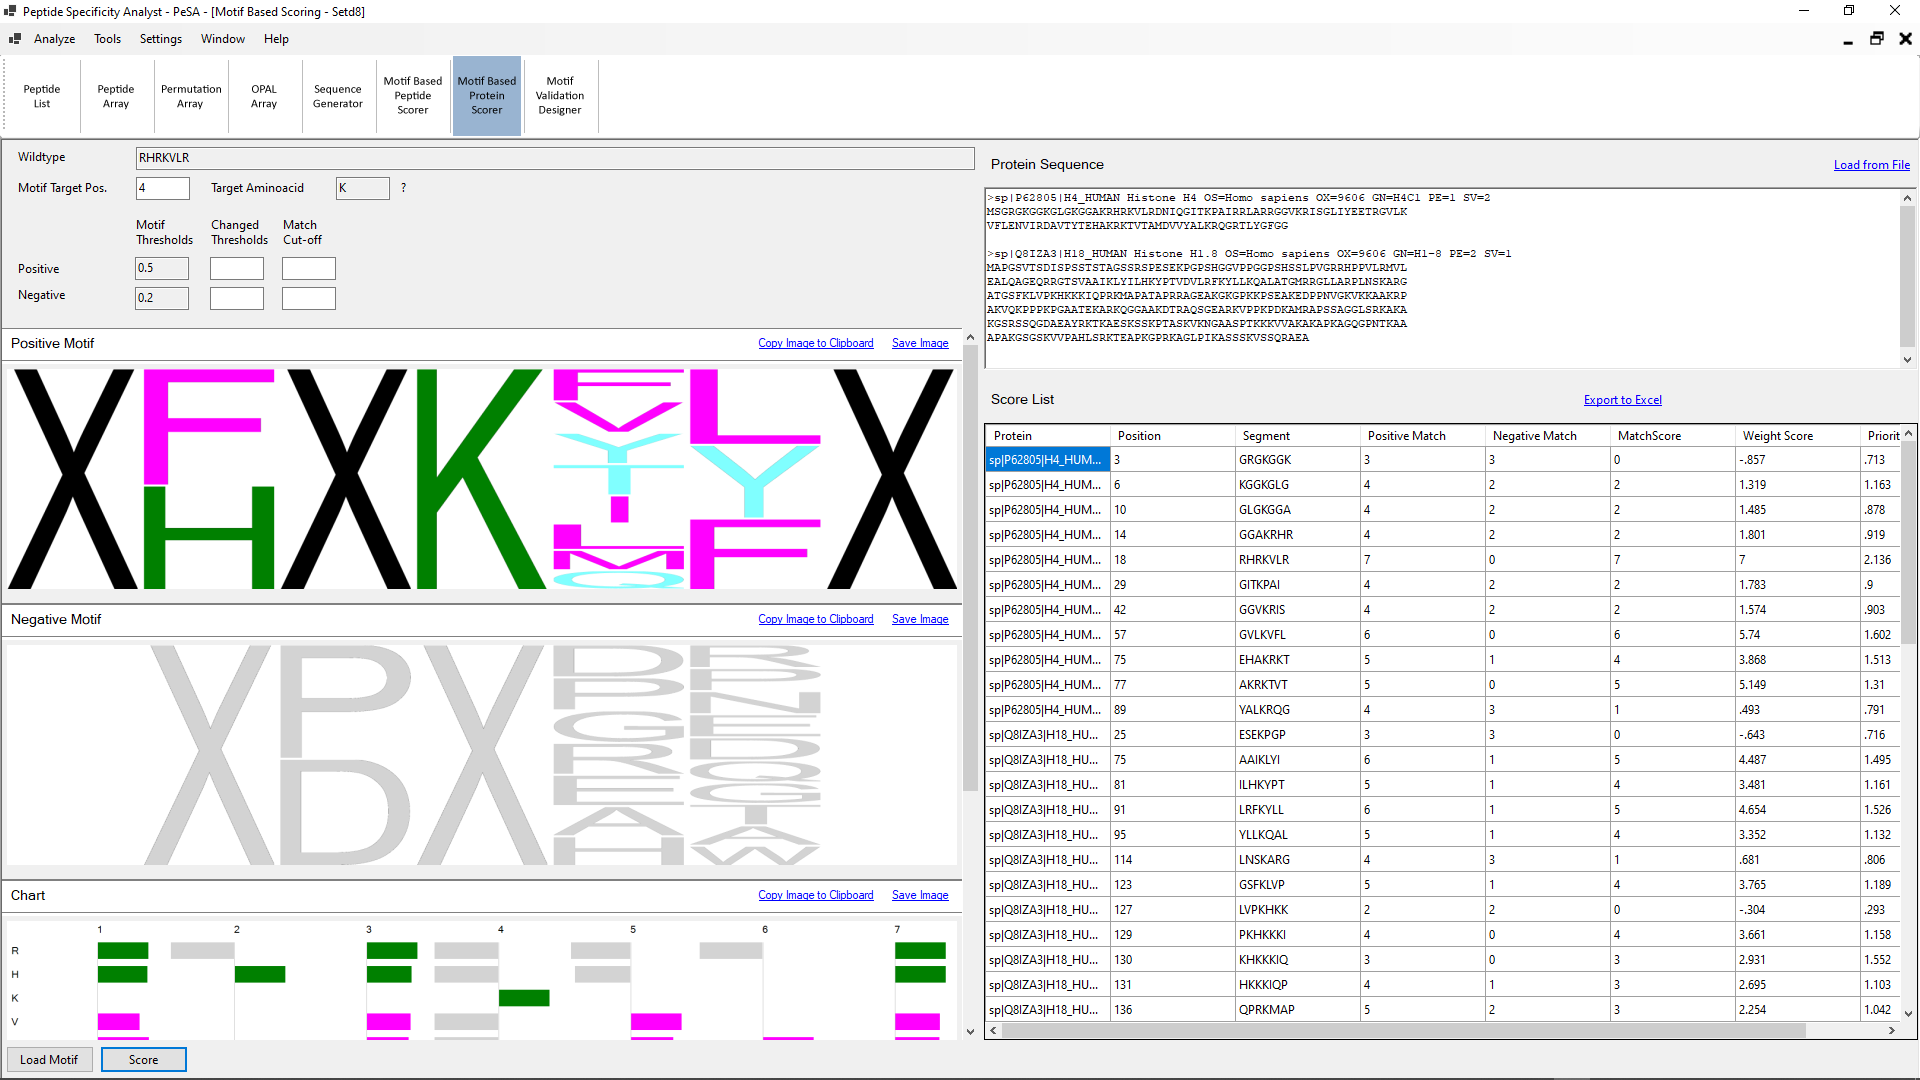 Peptide Specificity Analyst - PeSA - [Motif Based Scoring - Setd8]
Analyze Tools Settings Window Help
Peptide List
Peptide Array
Permutation Array
OPAL Array
Sequence Generator
Motif Based Peptide Scorer
Motif Based Protein Scorer
Motif Validation Designer
Wildtype RHRKVLR
Motif Target Pos. 4 Target Aminoacid K ?
Motif Thresholds Changed Thresholds Match Cut-off
Positive 0.5
Negative 0.2
Positive Motif Copy Image to Clipboard Save Image
X F H X K F Y Y T I L M Q L Y F X
Negative Motif Copy Image to Clipboard Save Image
X P D X D P G R E A H R P N E D Q G T A W
Chart Copy Image to Clipboard Save Image
1 2 3 4 5 6 7
R
H
K
V
Load Motif Score
Protein Sequence Load from File
>sp|P62805|H4_HUMAN Histone H4 OS=Homo sapiens OX=9606 GN=H4C1 PE=1 SV=2
MSGRGKGGKGLGKGGAKRHRKVLRDNIQGITKPAIRRLARRGGVKRISGLIYEETRGVLK
VFLENVIRDAVTYTEHAKRKTVTAMDVVYALKRQGRTLYGFGG
>sp|Q8IZA3|H18_HUMAN Histone H1.8 OS=Homo sapiens OX=9606 GN=H1-8 PE=2 SV=1
MAPGSVTSDISPSSTSTAGSSRSPESEKPGPSHGGVPPGGPSHSSLPVGRRHPPVLRMVL
EALQAGEQRRGTSVAAIKLYILHKYPTVDVLRFKYLLKQALATGMRRGLLARPLNSKARG
ATGSFKLVPKHKKKIQPRKMAPATAPRRAGEAKGKGPKKPSEAKEDPPNVGKVKKAAKRP
AKVQKPPPKPGAATEKARKQGGAAKDTRAQSGEARKVPPKPDKAMRAPSSAGGLSRKAKA
KGSRSSQGDAEAYRKTKAESKSSKPTASKVKNGAASPTKKKVVAKAKAPKAGQGPNTKAA
APAKGSGSKVVPAHLSRKTEAPKGPRKAGLPIKASSSKVSSQRAEA
Score List Export to Excel
Protein Position Segment Positive Match Negative Match MatchScore Weight Score Priorit
sp|P62805|H4_HUM... 3 GRGKGGK 3 3 0 -.857 .713
sp|P62805|H4_HUM... 6 KGGKGLG 4 2 2 1.319 1.163
sp|P62805|H4_HUM... 10 GLGKGGA 4 2 2 1.485 .878
sp|P62805|H4_HUM... 14 GGAKRHR 4 2 2 1.801 .919
sp|P62805|H4_HUM... 18 RHRKVLR 7 0 7 7 2.136
sp|P62805|H4_HUM... 29 GITKPAI 4 2 2 1.783 .9
sp|P62805|H4_HUM... 42 GGVKRIS 4 2 2 1.574 .903
sp|P62805|H4_HUM... 57 GVLKVFL 6 0 6 5.74 1.602
sp|P62805|H4_HUM... 75 EHAKRKT 5 1 4 3.868 1.513
sp|P62805|H4_HUM... 77 AKRKTVT 5 0 5 5.149 1.31
sp|P62805|H4_HUM... 89 YALKRQG 4 3 1 .493 .791
sp|Q8IZA3|H18_HU... 25 ESEKPGP 3 3 0 -.643 .716
sp|Q8IZA3|H18_HU... 75 AAIKLYI 6 1 5 4.487 1.495
sp|Q8IZA3|H18_HU... 81 ILHKYPT 5 1 4 3.481 1.161
sp|Q8IZA3|H18_HU... 91 LRFKYLL 6 1 5 4.654 1.526
sp|Q8IZA3|H18_HU... 95 YLLKQAL 5 1 4 3.352 1.132
sp|Q8IZA3|H18_HU... 114 LNSKARG 4 3 1 .681 .806
sp|Q8IZA3|H18_HU... 123 GSFKLVP 5 1 4 3.765 1.189
sp|Q8IZA3|H18_HU... 127 LVPKHKK 2 2 0 -.304 .293
sp|Q8IZA3|H18_HU... 129 PKHKKKI 4 0 4 3.661 1.158
sp|Q8IZA3|H18_HU... 130 KHKKKIQ 3 0 3 2.931 1.552
sp|Q8IZA3|H18_HU... 131 HKKKIQP 4 1 3 2.695 1.103
sp|Q8IZA3|H18_HU... 136 QPRKMAP 5 2 3 2.254 1.042